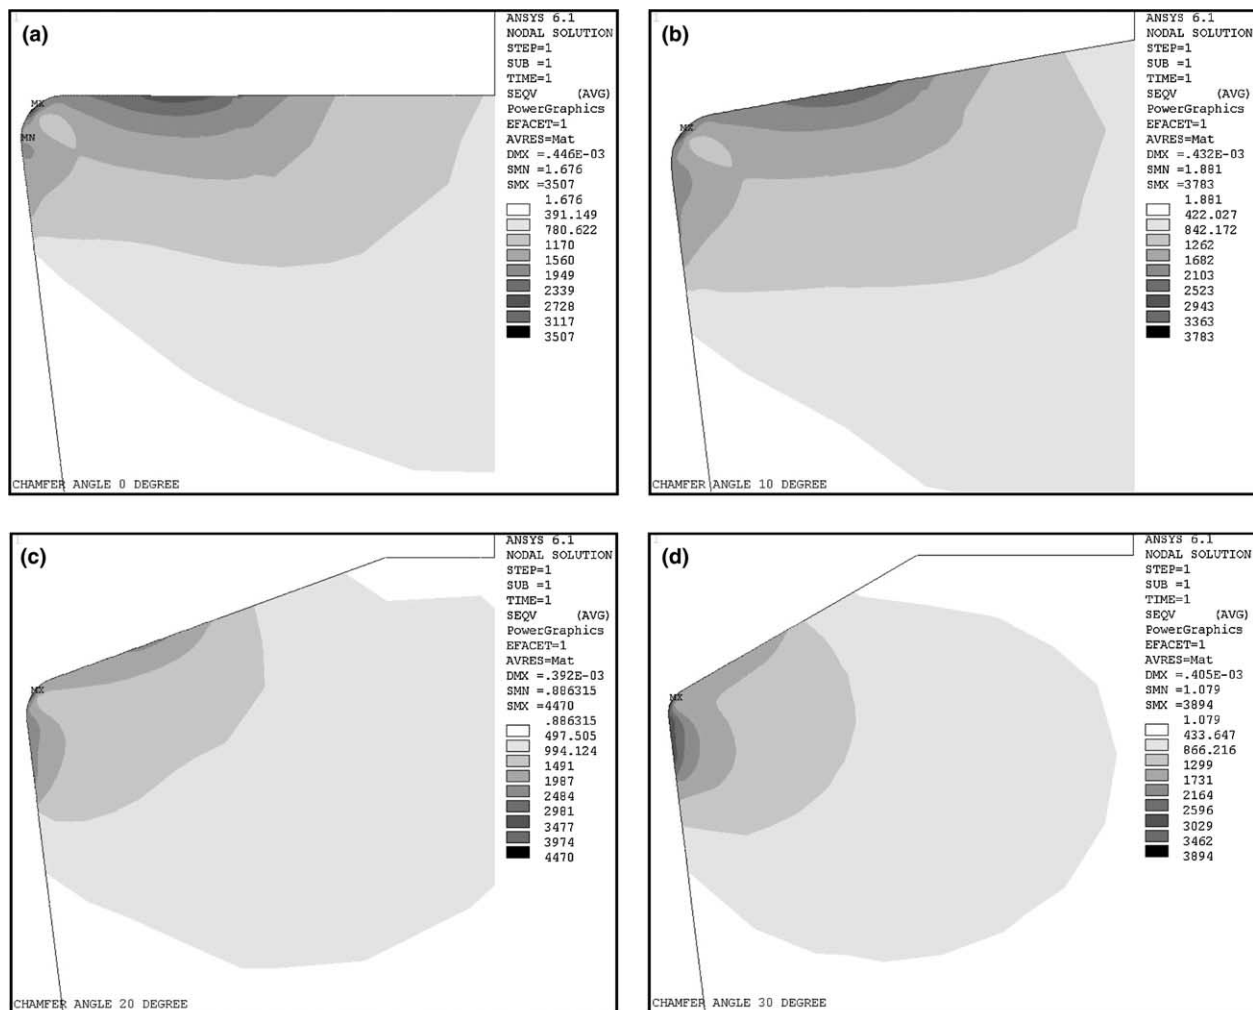 1
(a)
MX
MN
CHAMFER ANGLE 0 DEGREE
ANSYS 6.1
NODAL SOLUTION
STEP=1
SUB =1
TIME=1
SEQV (AVG)
PowerGraphics
EFACET=1
AVRES=Mat
DMX =.446E-03
SMN =1.676
SMX =3507
1.676
391.149
780.622
1170
1560
1949
2339
2728
3117
3507
1
(b)
MX
CHAMFER ANGLE 10 DEGREE
ANSYS 6.1
NODAL SOLUTION
STEP=1
SUB =1
TIME=1
SEQV (AVG)
PowerGraphics
EFACET=1
AVRES=Mat
DMX =.432E-03
SMN =1.881
SMX =3783
1.881
422.027
842.172
1262
1682
2103
2523
2943
3363
3783
1
(c)
MX
CHAMFER ANGLE 20 DEGREE
ANSYS 6.1
NODAL SOLUTION
STEP=1
SUB =1
TIME=1
SEQV (AVG)
PowerGraphics
EFACET=1
AVRES=Mat
DMX =.392E-03
SMN =.886315
SMX =4470
.886315
497.505
994.124
1491
1987
2484
2981
3477
3974
4470
1
(d)
MX
CHAMFER ANGLE 30 DEGREE
ANSYS 6.1
NODAL SOLUTION
STEP=1
SUB =1
TIME=1
SEQV (AVG)
PowerGraphics
EFACET=1
AVRES=Mat
DMX =.405E-03
SMN =1.079
SMX =3894
1.079
433.647
866.216
1299
1731
2164
2596
3029
3462
3894